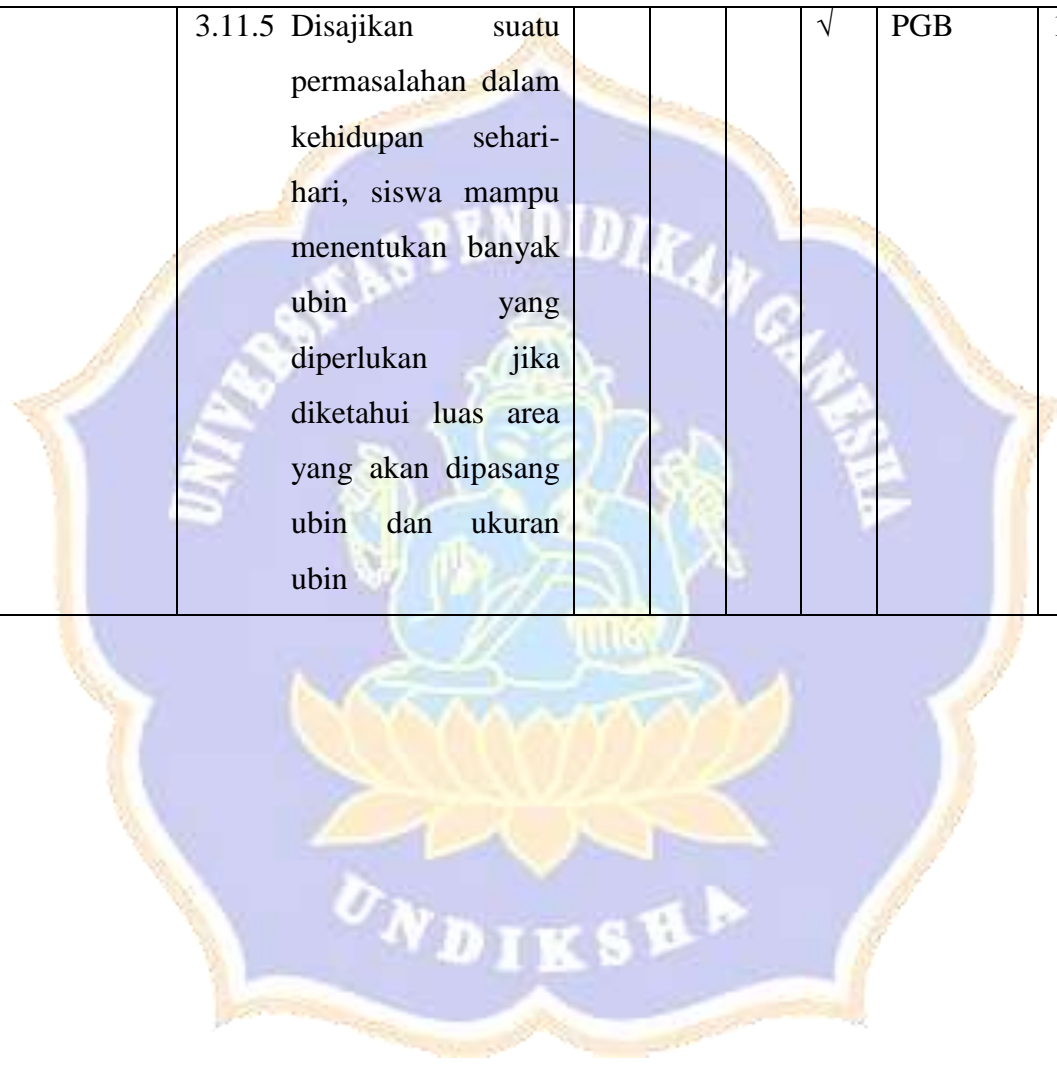 3.11.5 Disajikan suatu √ PGB
permasalahan dalam
kehidupan sehari-
hari, siswa mampu
menentukan banyak
ubin yang
diperlukan jika
diketahui luas area
yang akan dipasang
ubin dan ukuran
ubin
UNIVERSITAS PENDIDIKAN GANESHA
UNDIKSHA